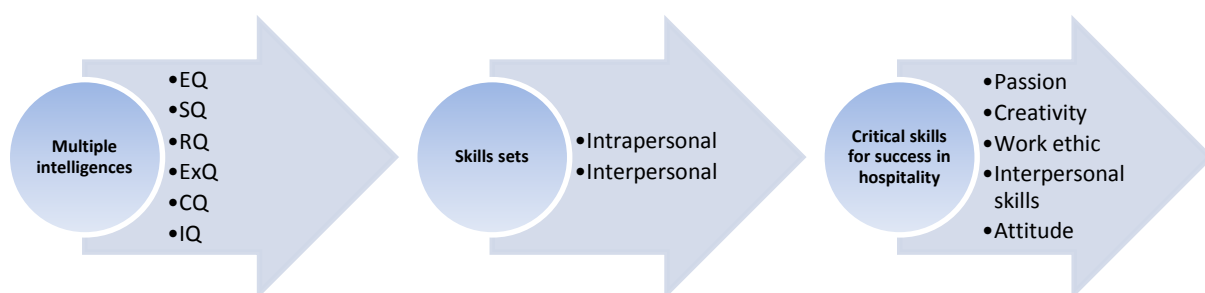 Multiple
intelligences
•EQ
•SQ
•RQ
•ExQ
•CQ
•IQ
Skills sets
•Intrapersonal
•Interpersonal
Critical skills
for success in
hospitality
•Passion
•Creativity
•Work ethic
•Interpersonal
skills
•Attitude